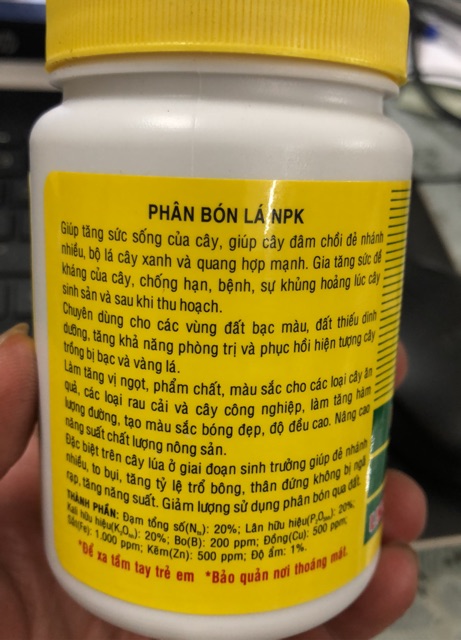 PHÂN BÓN LÁ NPK
Giúp tăng sức sống của cây, giúp cây đâm chồi đẻ nhánh
nhiều, bộ lá cây xanh và quang hợp mạnh. Gia tăng sức đề
kháng của cây, chống hạn, bệnh, sự khủng hoảng lúc cây
sinh sản và sau khi thu hoạch.
Chuyên dùng cho các vùng đất bạc màu, đất thiếu dinh
dưỡng, tăng khả năng phòng trị và phục hồi hiện tượng cây
trồng bị bạc và vàng lá.
Làm tăng vị ngọt, phẩm chất, màu sắc cho các loại cây ăn
quả, các loại rau cải và cây công nghiệp, làm tăng hàm
lượng đường, tạo màu sắc bóng đẹp, độ đều cao. Nâng cao
năng suất chất lượng nông sản.
Đặc biệt trên cây lúa ở giai đoạn sinh trưởng giúp đẻ nhánh
nhiều, to bụi, tăng tỷ lệ trổ bông, thân đứng không bị ngã
rạp, tăng năng suất. Giảm lượng sử dụng phân bón qua đất.
THÀNH PHẦN: Đạm tổng số(Nts): 20%; Lân hữu hiệu(P2O5hh): 20%;
Kali hữu hiệu(K2Ohh): 20%; Bo(B): 200 ppm; Đồng(Cu): 500 ppm;
Sắt(Fe): 1.000 ppm; Kẽm(Zn): 500 ppm; Độ ẩm: 1%.
*Để xa tầm tay trẻ em *Bảo quản nơi thoáng mát.